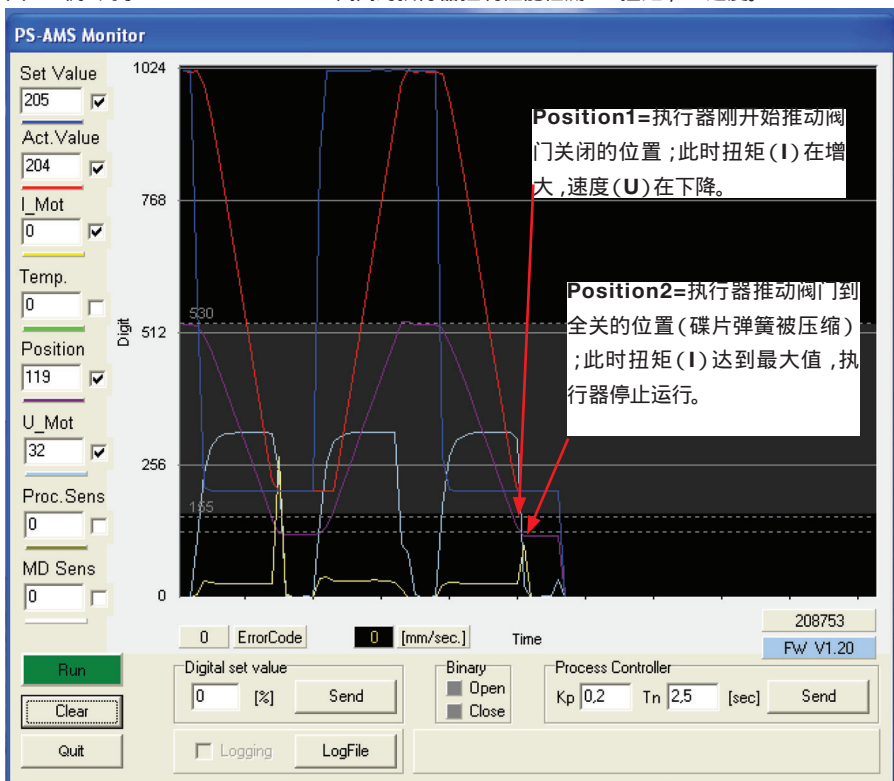 PS-AMS Monitor
Set Value
205
Act.Value
204
I_Mot
0
Temp.
0
Position
119
U_Mot
32
Proc.Sens
0
MD Sens
0
1024
768
512
256
0
Digit
530
155
Position1=执行器刚开始推动阀
门关闭的位置;此时扭矩(I)在增
大,速度(U)在下降。
Position2=执行器推动阀门到
全关的位置(碟片弹簧被压缩)
;此时扭矩(I)达到最大值,执
行器停止运行。
0 ErrorCode 0 [mm/sec.] Time
208753
FW V1.20
Run
Clear
Quit
Digital set value
0 [%] Send
Logging LogFile
Binary
Open
Close
Process Controller
Kp 0,2 Tn 2,5 [sec] Send